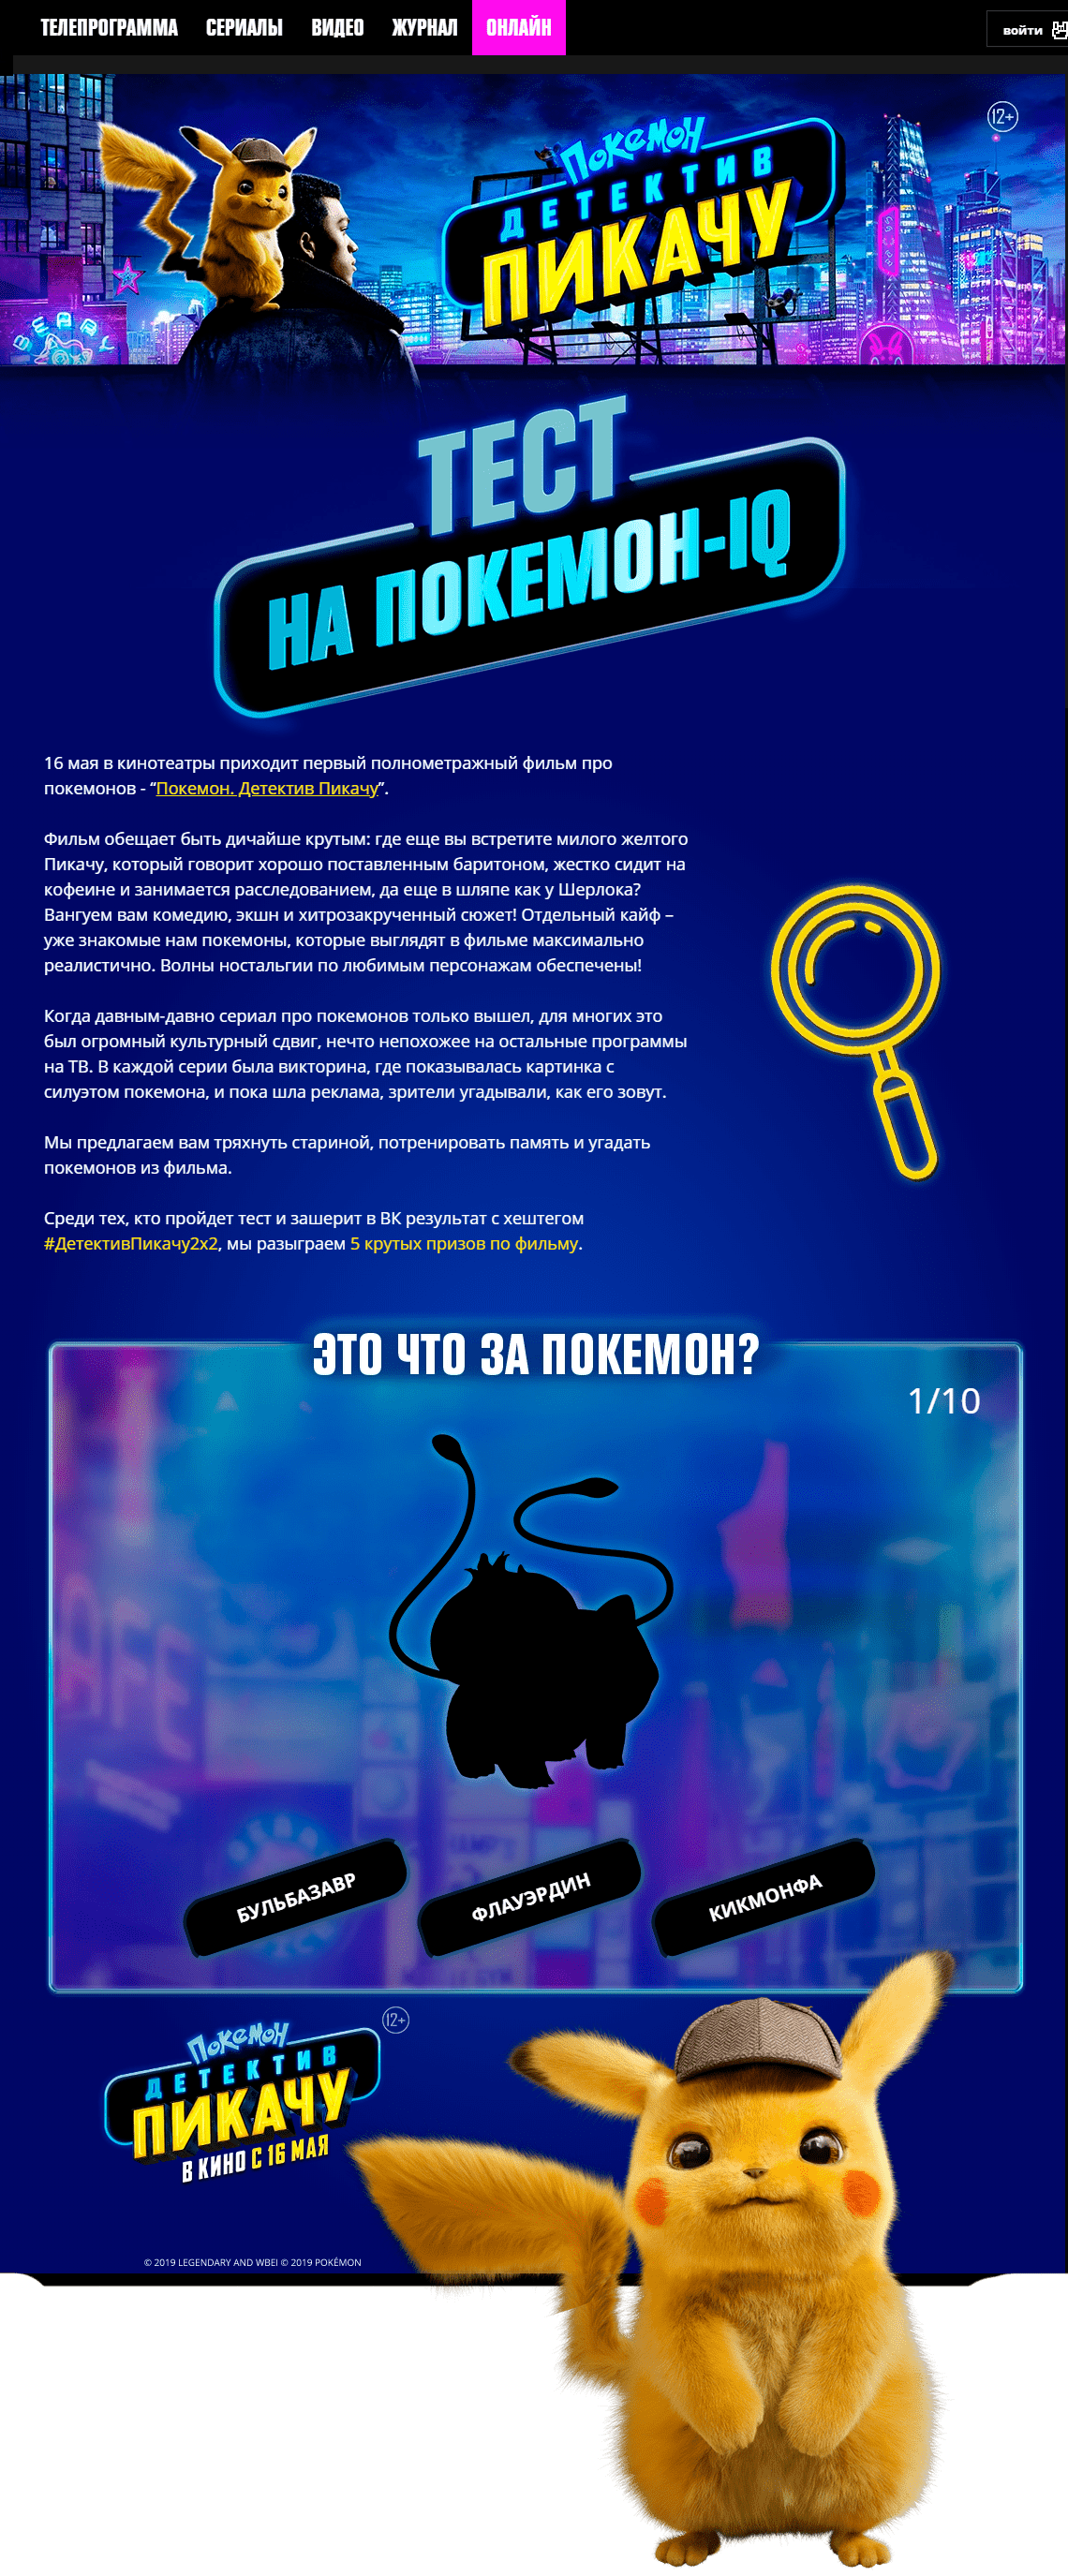 ТЕЛЕПРОГРАММА СЕРИАЛЫ ВИДЕО ЖУРНАЛ ОНЛАЙН войти
12+
ПОКЕМОН
ДЕТЕКТИВ
ПИКАЧУ
ТЕСТ
НА ПОКЕМОН-IQ
16 мая в кинотеатры приходит первый полнометражный фильм про
покемонов - “Покемон. Детектив Пикачу”.
Фильм обещает быть дичайше крутым: где еще вы встретите милого желтого
Пикачу, который говорит хорошо поставленным баритоном, жестко сидит на
кофеине и занимается расследованием, да еще в шляпе как у Шерлока?
Вангуем вам комедию, экшн и хитрозакрученный сюжет! Отдельный кайф –
уже знакомые нам покемоны, которые выглядят в фильме максимально
реалистично. Волны ностальгии по любимым персонажам обеспечены!
Когда давным-давно сериал про покемонов только вышел, для многих это
был огромный культурный сдвиг, нечто непохожее на остальные программы
на ТВ. В каждой серии была викторина, где показывалась картинка с
силуэтом покемона, и пока шла реклама, зрители угадывали, как его зовут.
Мы предлагаем вам тряхнуть стариной, потренировать память и угадать
покемонов из фильма.
Среди тех, кто пройдет тест и зашерит в ВК результат с хештегом
#ДетективПикачу2х2, мы разыграем 5 крутых призов по фильму.
ЭТО ЧТО ЗА ПОКЕМОН?
1/10
БУЛЬБАЗАВР ФЛАУЭРДИН КИКМОНФА
12+
ПОКЕМОН
ДЕТЕКТИВ
ПИКАЧУ
В КИНО С 16 МАЯ
© 2019 LEGENDARY AND WBEI © 2019 POKÉMON